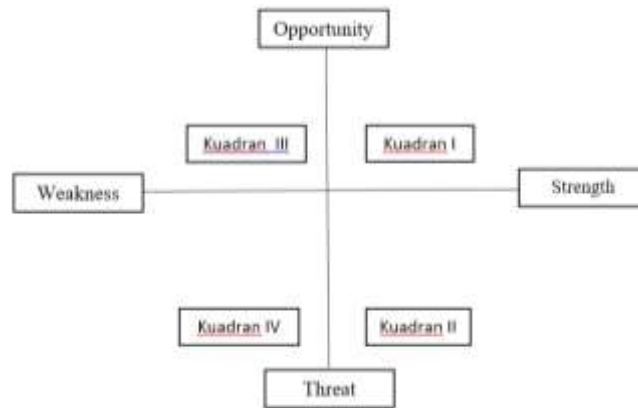 Opportunity
Kuadran III
Kuadran I
Weakness
Strength
Kuadran IV
Kuadran II
Threat